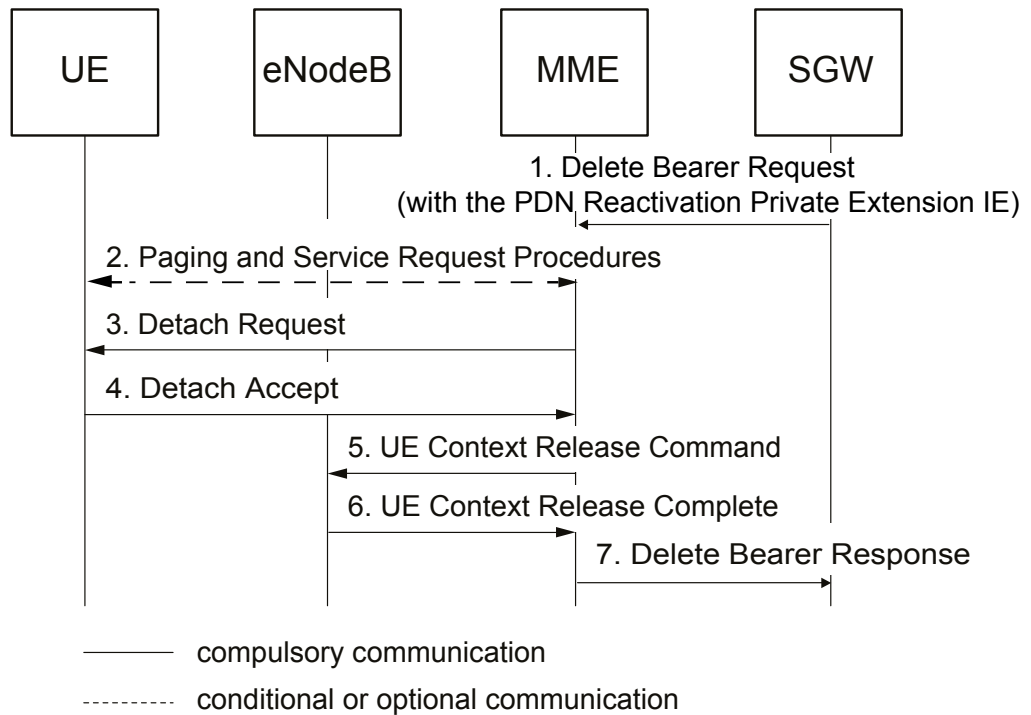 UE
eNodeB
MME
SGW
1. Delete Bearer Request
(with the PDN Reactivation Private Extension IE)
2. Paging and Service Request Procedures
3. Detach Request
4. Detach Accept
5. UE Context Release Command
6. UE Context Release Complete
7. Delete Bearer Response
compulsory communication
conditional or optional communication